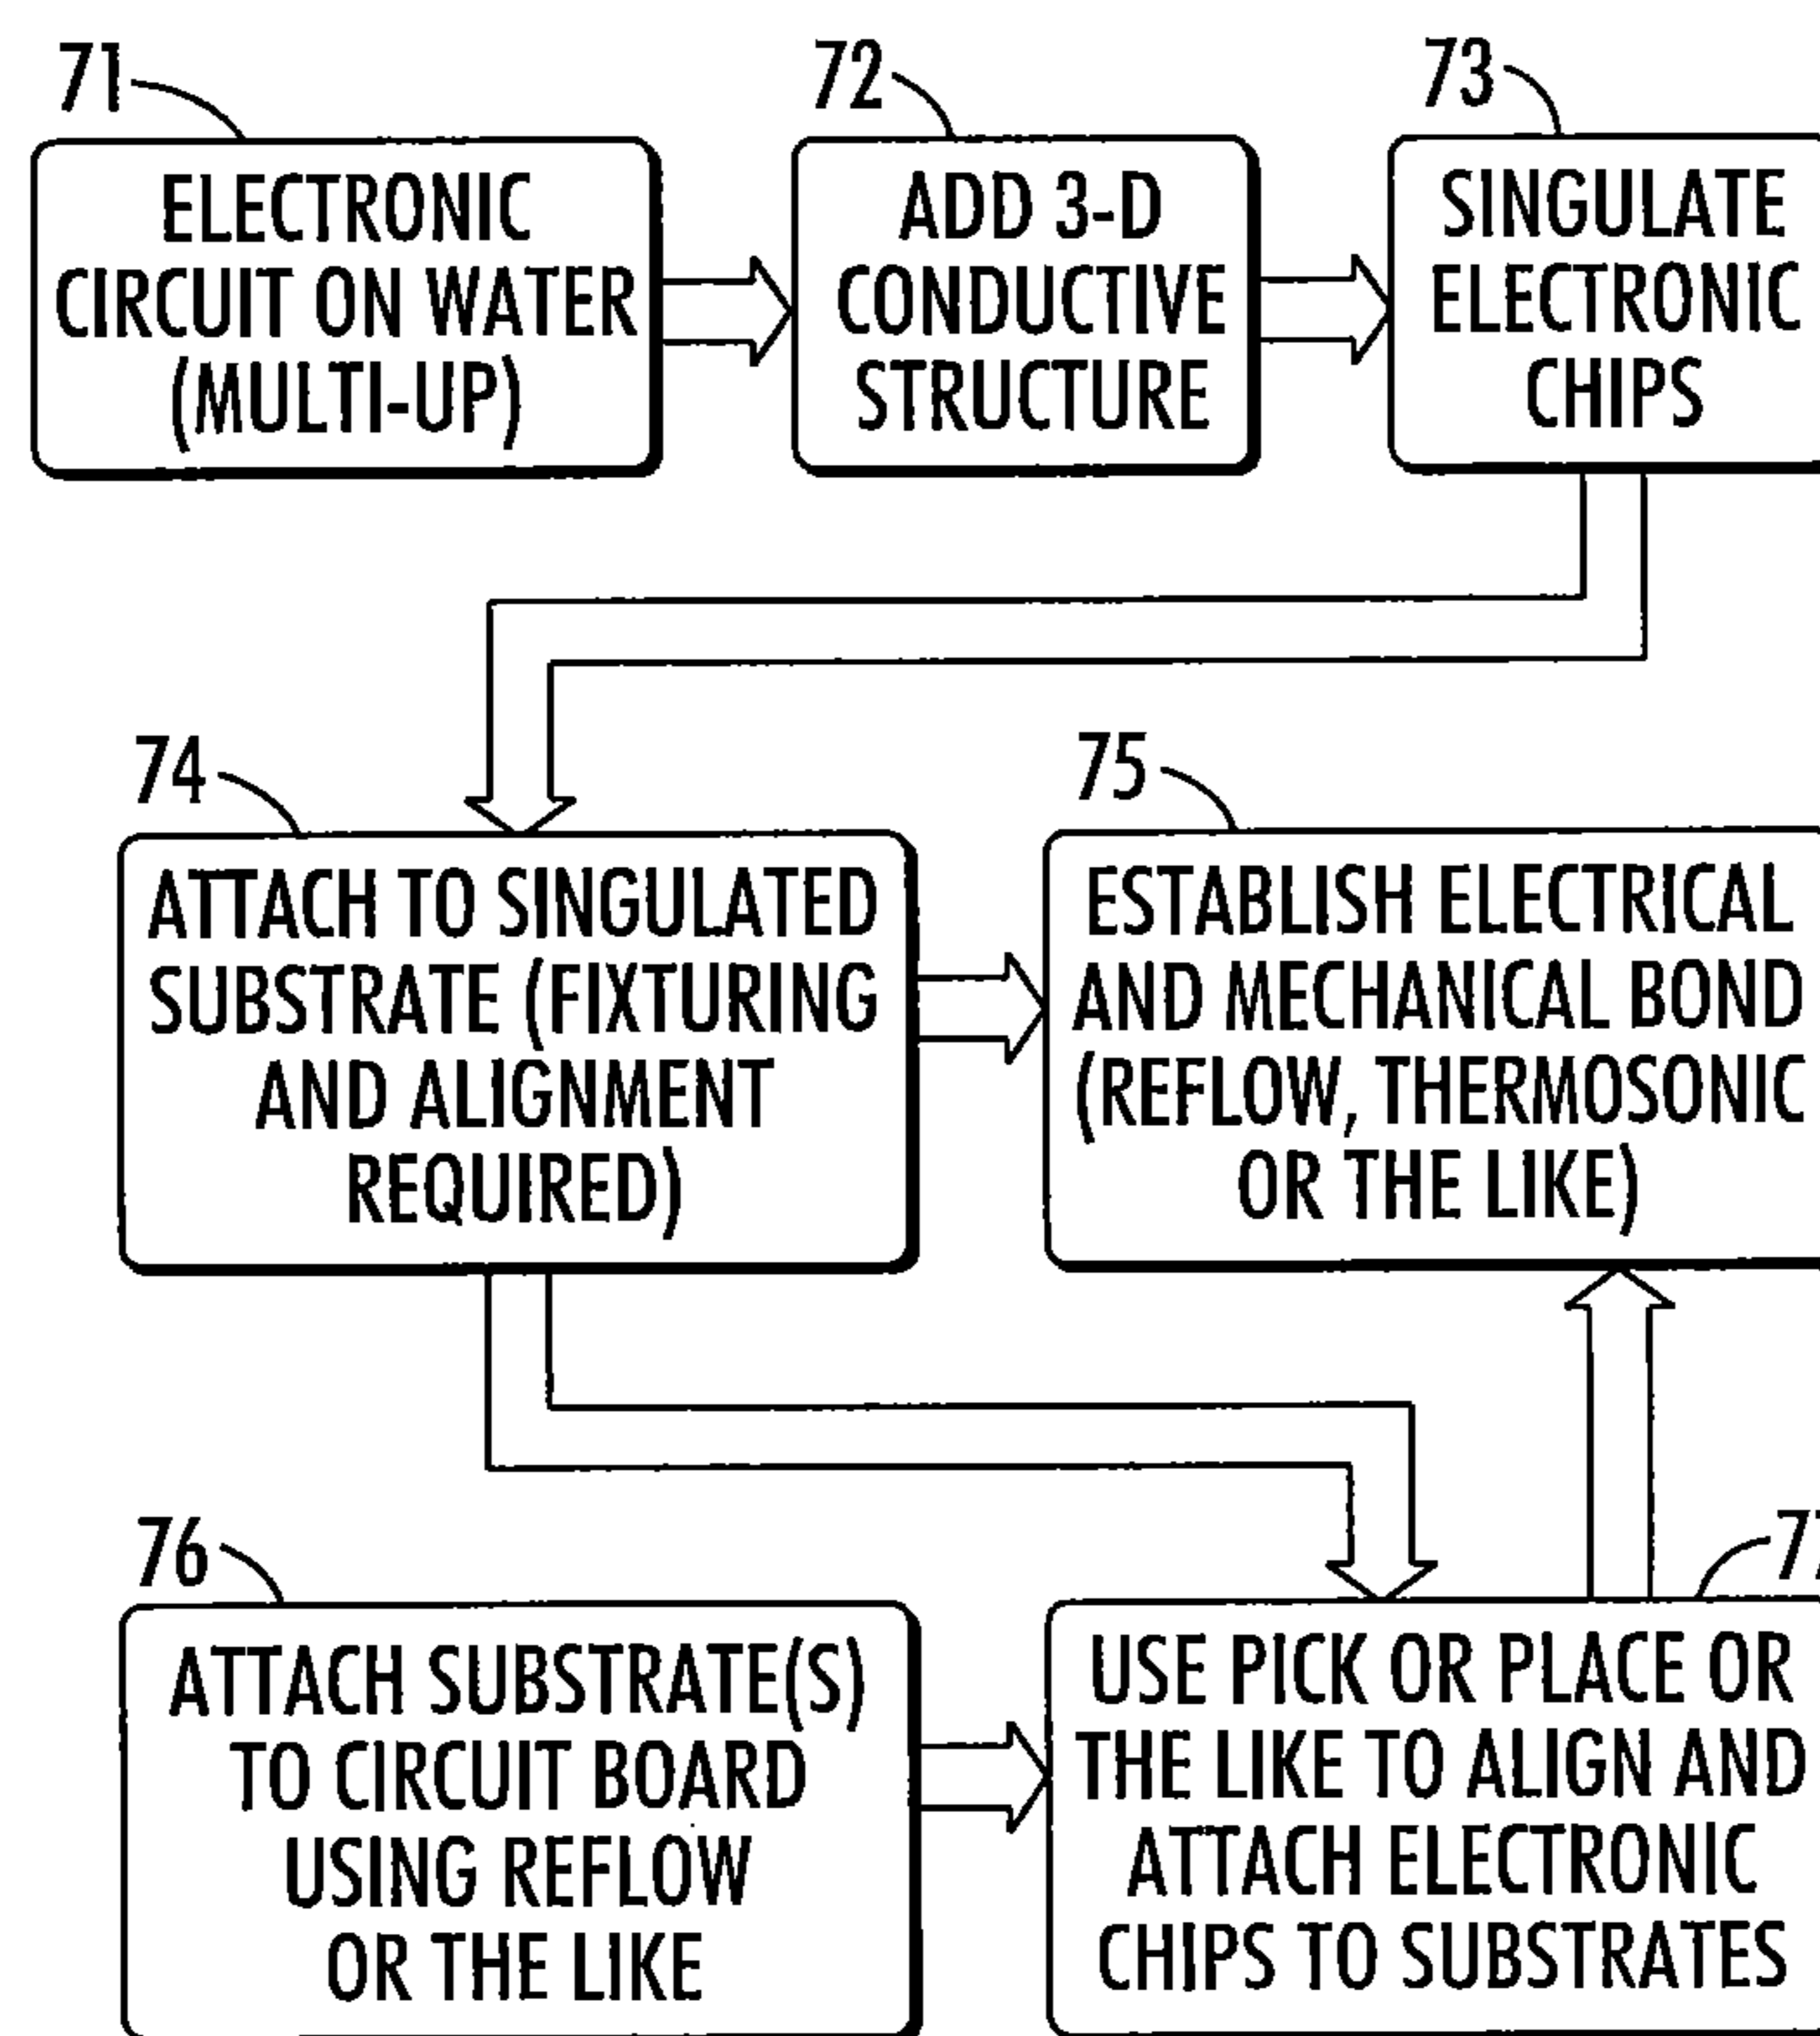 71
ELECTRONIC
CIRCUIT ON WATER
(MULTI-UP)
72
ADD 3-D
CONDUCTIVE
STRUCTURE
73
SINGULATE
ELECTRONIC
CHIPS
74
ATTACH TO SINGULATED
SUBSTRATE (FIXTURING
AND ALIGNMENT
REQUIRED)
75
ESTABLISH ELECTRICAL
AND MECHANICAL BOND
(REFLOW, THERMOSONIC
OR THE LIKE)
76
ATTACH SUBSTRATE(S)
TO CIRCUIT BOARD
USING REFLOW
OR THE LIKE
77
USE PICK OR PLACE OR
THE LIKE TO ALIGN AND
ATTACH ELECTRONIC
CHIPS TO SUBSTRATES